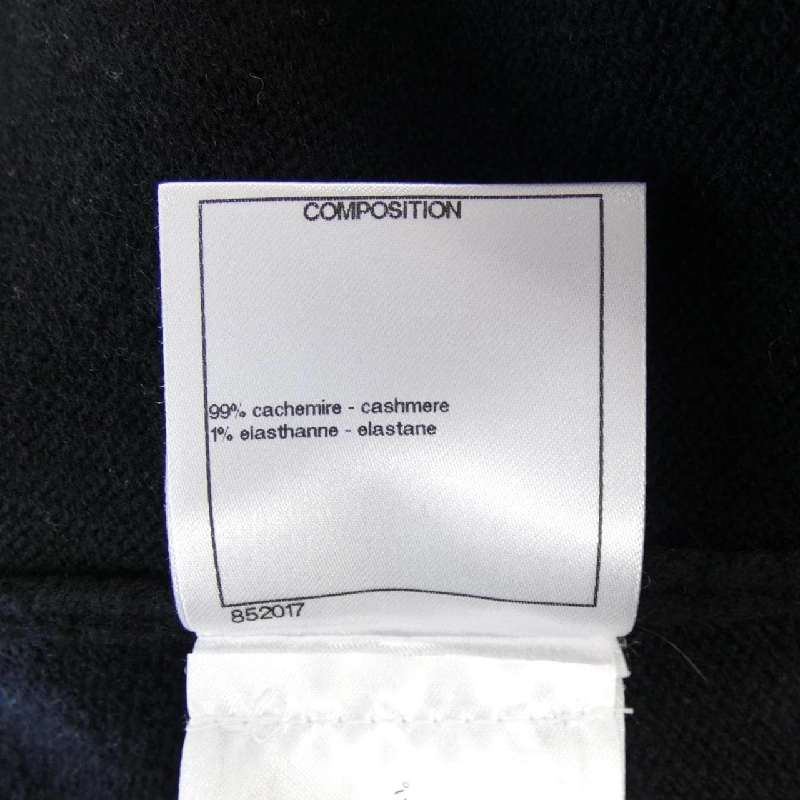 COMPOSITION
99% cachemire - cashmere
1% elasthanne - elastane
852017